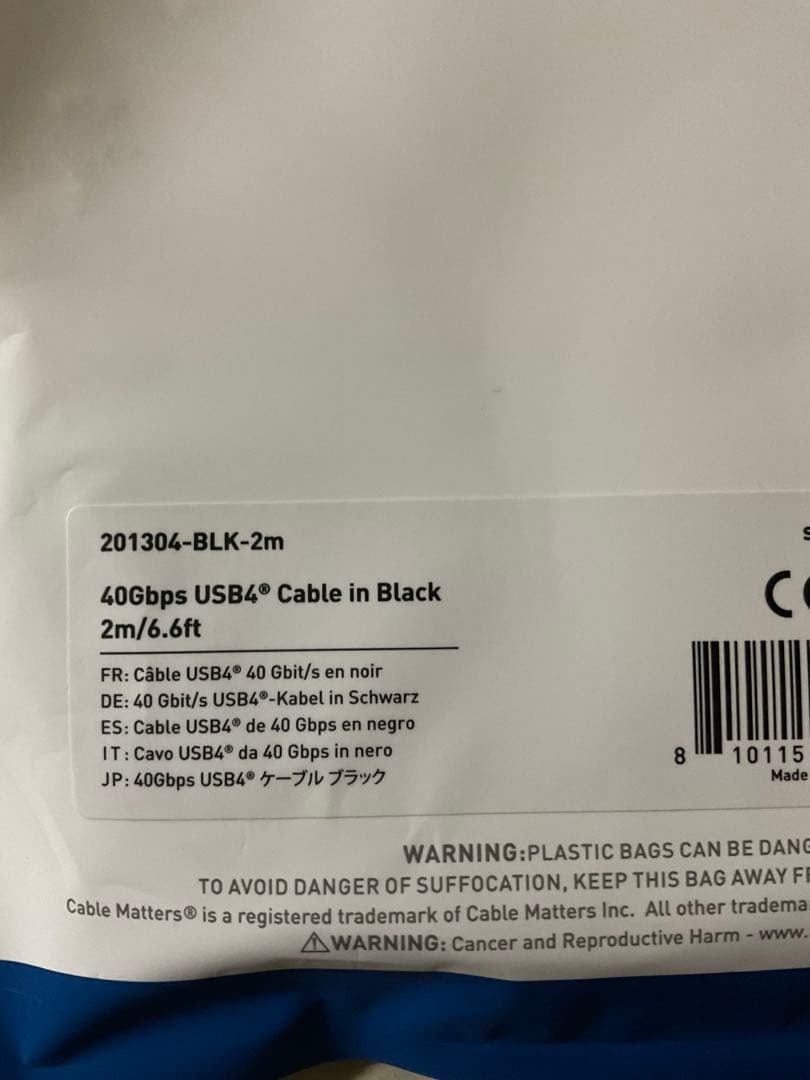 201304-BLK-2m
40Gbps USB4® Cable in Black
2m/6.6ft
FR: Câble USB4® 40 Gbit/s en noir
DE: 40 Gbit/s USB4®-Kabel in Schwarz
ES: Cable USB4® de 40 Gbps en negro
IT: Cavo USB4® da 40 Gbps in nero
JP: 40Gbps USB4® ケーブル ブラック
CE
8 10115
Made
WARNING:PLASTIC BAGS CAN BE DANG
TO AVOID DANGER OF SUFFOCATION, KEEP THIS BAG AWAY F
Cable Matters® is a registered trademark of Cable Matters Inc. All other tradema
⚠WARNING: Cancer and Reproductive Harm - www.